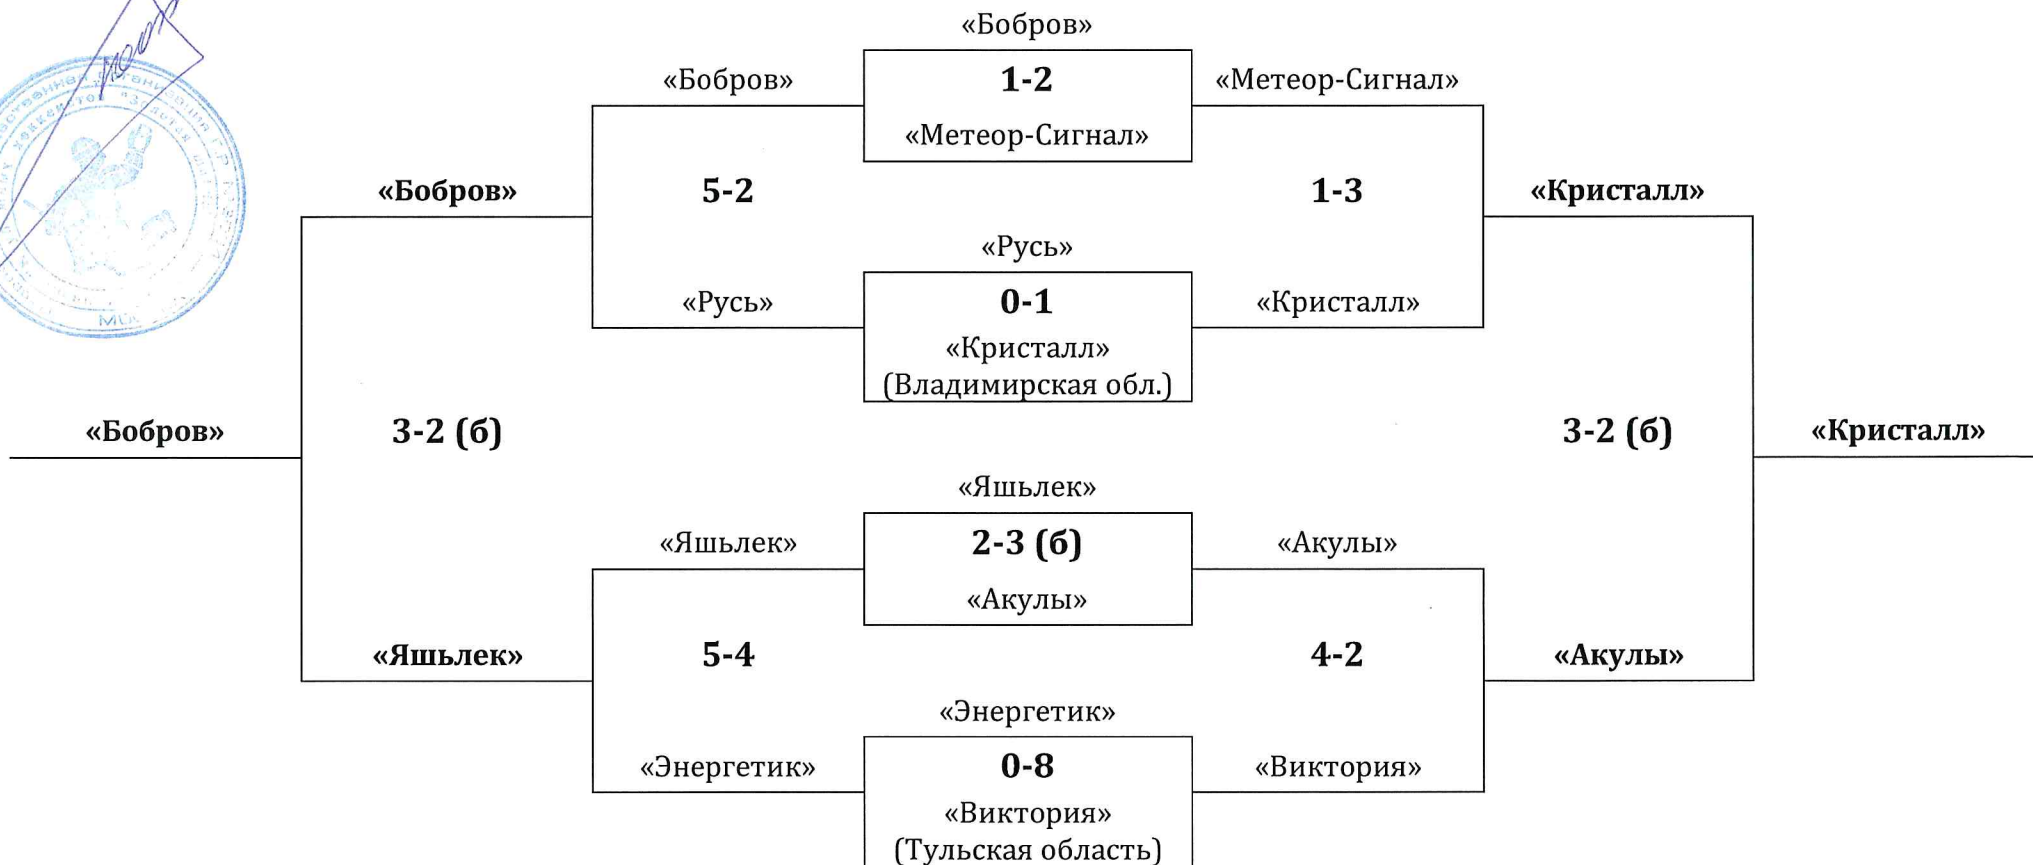 «Бобров»
«Бобров»
1-2
«Метеор-Сигнал»
«Метеор-Сигнал»
«Бобров»
5-2
1-3
«Кристалл»
«Русь»
«Русь»
0-1
«Кристалл»
«Кристалл»
(Владимирская обл.)
«Бобров»
3-2 (б)
3-2 (б)
«Кристалл»
«Яшьлек»
«Яшьлек»
2-3 (б)
«Акулы»
«Акулы»
«Яшьлек»
5-4
4-2
«Акулы»
«Энергетик»
«Энергетик»
0-8
«Виктория»
«Виктория»
(Тульская область)